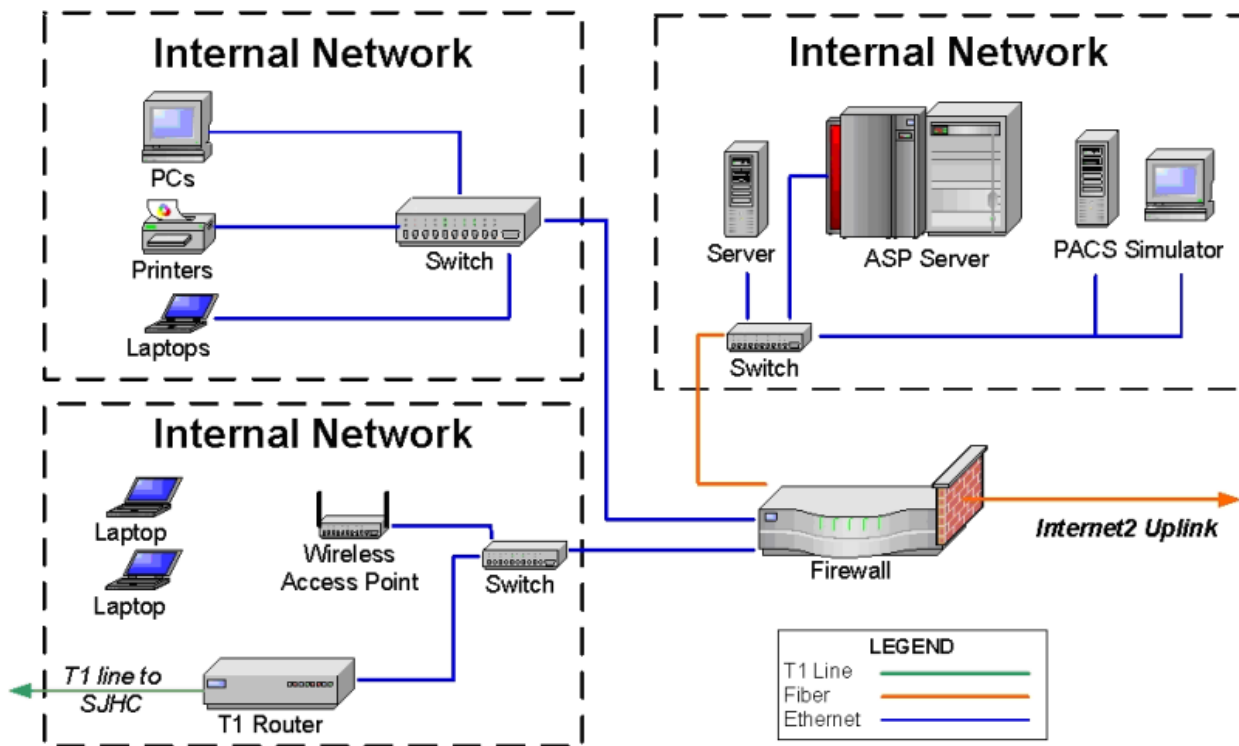 Internal Network
PCs
Printers
Laptops
Switch
Internal Network
Server
ASP Server
PACS Simulator
Switch
Internal Network
Laptop
Laptop
Wireless
Access Point
Switch
T1 line to
SJHC
T1 Router
Firewall
Internet2 Uplink
LEGEND
T1 Line
Fiber
Ethernet